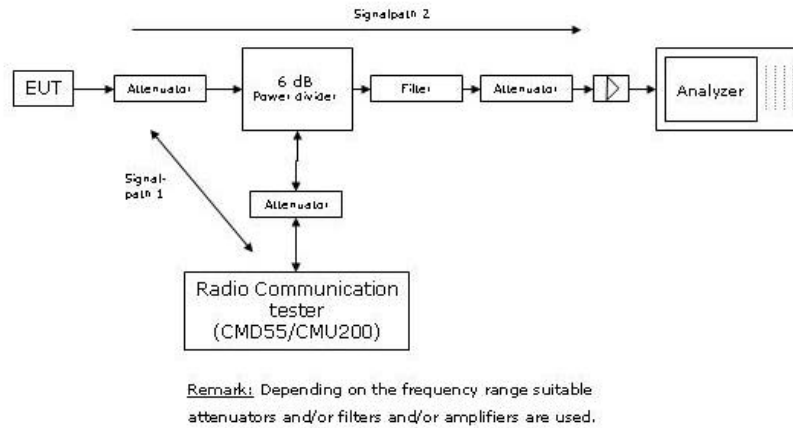 Signalpath 2
EUT
Attenuator
6 dB
Power divider
Filter
Attenuator
Analyzer
Signal-
path 1
Attenuator
Radio Communication
tester
(CMD55/CMU200)
Remark: Depending on the frequency range suitable
attenuators and/or filters and/or amplifiers are used.